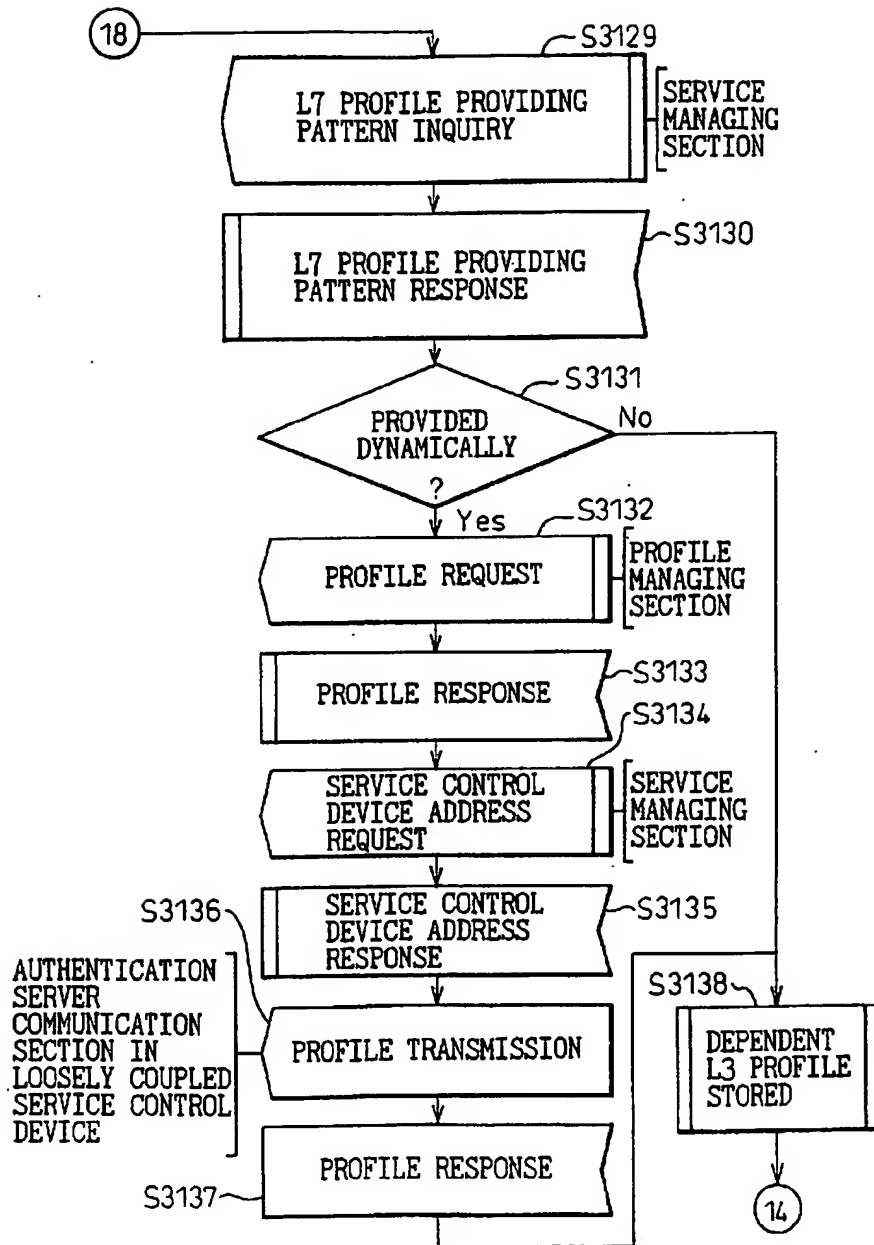 18
S3129
L7 PROFILE PROVIDING
PATTERN INQUIRY
SERVICE
MANAGING
SECTION
S3130
L7 PROFILE PROVIDING
PATTERN RESPONSE
S3131
PROVIDED
DYNAMICALLY
?
No
Yes
S3132
PROFILE REQUEST
PROFILE
MANAGING
SECTION
S3133
PROFILE RESPONSE
S3134
SERVICE CONTROL
DEVICE ADDRESS
REQUEST
SERVICE
MANAGING
SECTION
S3135
SERVICE CONTROL
DEVICE ADDRESS
RESPONSE
S3136
AUTHENTICATION
SERVER
COMMUNICATION
SECTION IN
LOOSELY COUPLED
SERVICE CONTROL
DEVICE
PROFILE TRANSMISSION
S3137
PROFILE RESPONSE
S3138
DEPENDENT
L3 PROFILE
STORED
14